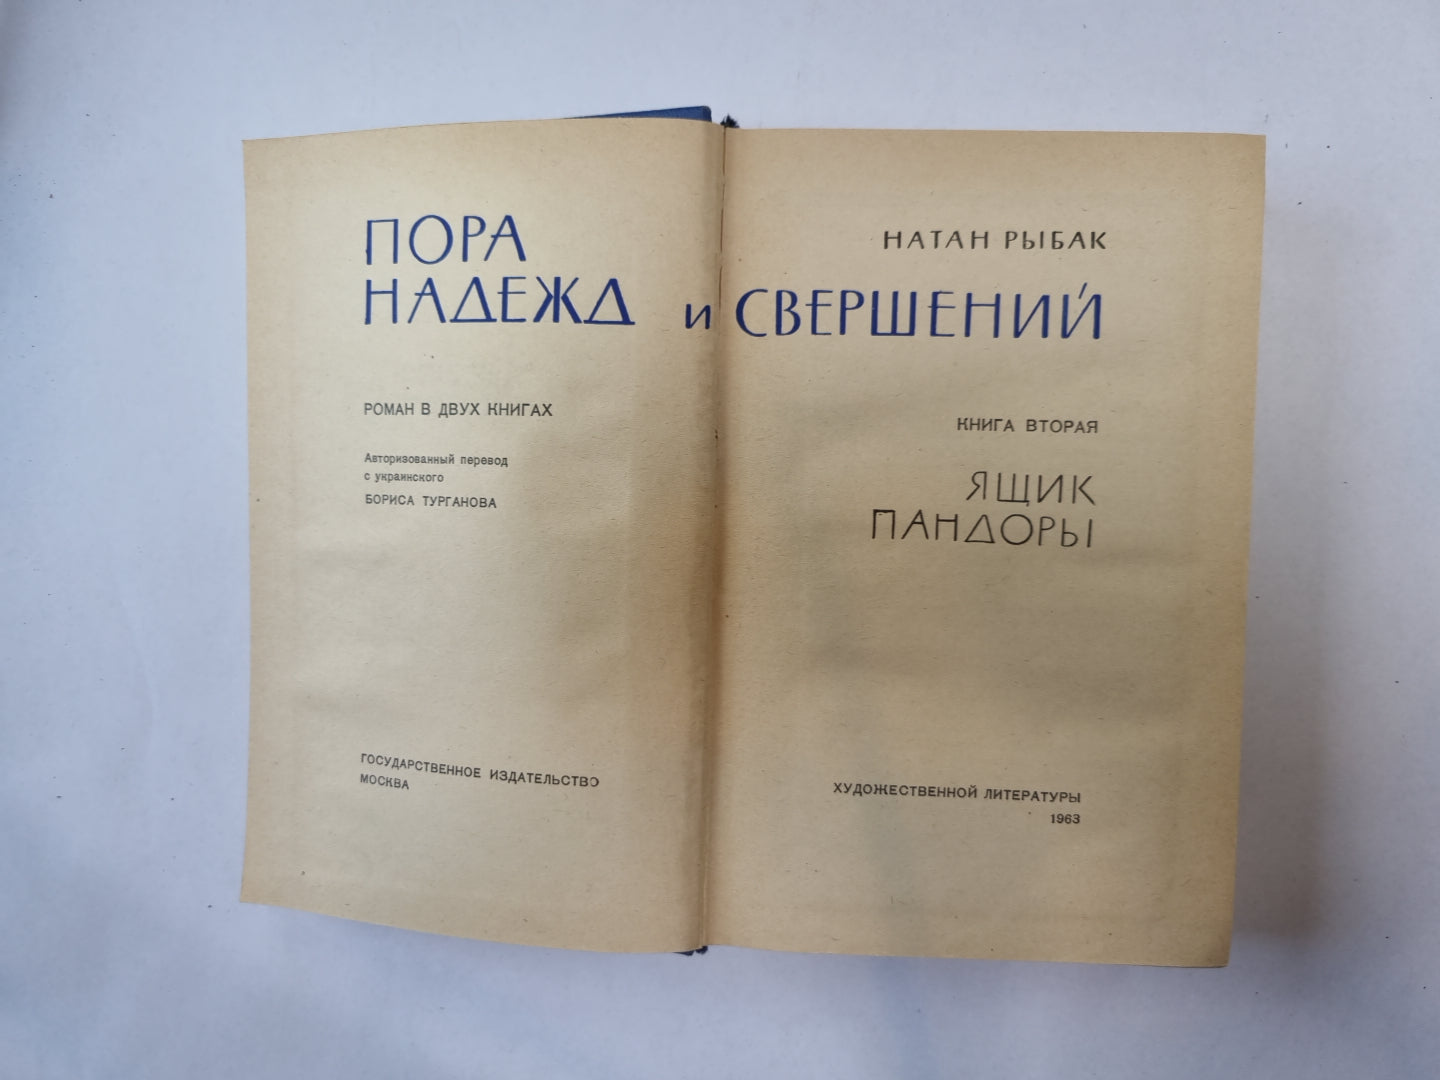 ПОРА
НАДЕЖД и СВЕРШЕНИЙ
РОМАН В ДВУХ КНИГАХ
Авторизованный перевод
с украинского
БОРИСА ТУРГАНОВА
ГОСУДАРСТВЕННОЕ ИЗДАТЕЛЬСТВО
МОСКВА
НАТАН РЫБАК
КНИГА ВТОРАЯ
ЯЩИК
ПАНДОРЫ
ХУДОЖЕСТВЕННОЙ ЛИТЕРАТУРЫ
1963